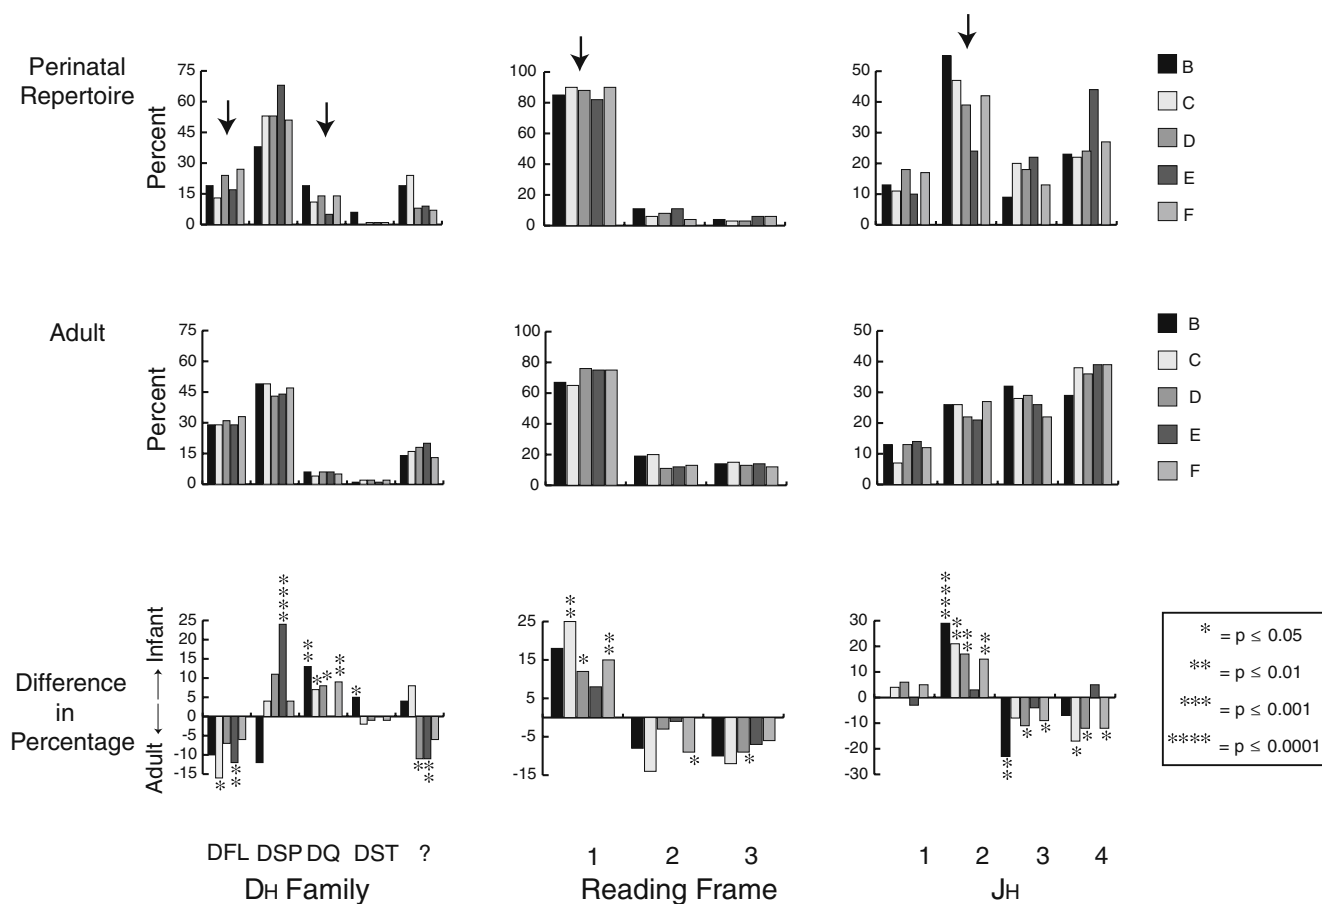 Perinatal
Repertoire
Percent
75
60
45
30
15
0
100
80
60
40
20
0
50
40
30
20
10
0
B
C
D
E
F
Adult
Percent
75
60
45
30
15
0
100
80
60
40
20
0
50
40
30
20
10
0
B
C
D
E
F
Difference
in
Percentage
Adult ←— —→ Infant
25
20
15
10
5
0
-5
-10
-15
25
15
5
-5
-15
30
20
10
0
-10
-20
-30
* = p ≤ 0.05
** = p ≤ 0.01
*** = p ≤ 0.001
**** = p ≤ 0.0001
DFL DSP DQ DST ?
1 2 3
1 2 3 4
DH Family
Reading Frame
JH